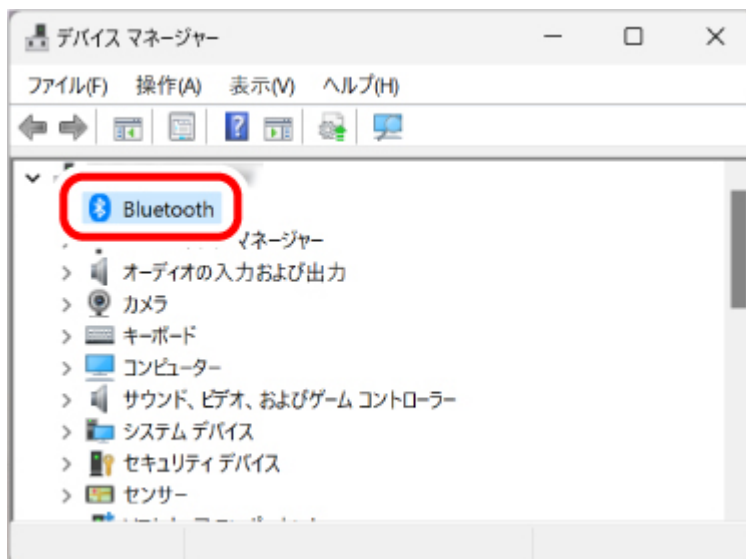 デバイス マネージャー
ファイル(F) 操作(A) 表示(V) ヘルプ(H)
Bluetooth
マネージャー
オーディオの入力および出力
カメラ
キーボード
コンピューター
サウンド、ビデオ、およびゲーム コントローラー
システム デバイス
セキュリティ デバイス
センサー